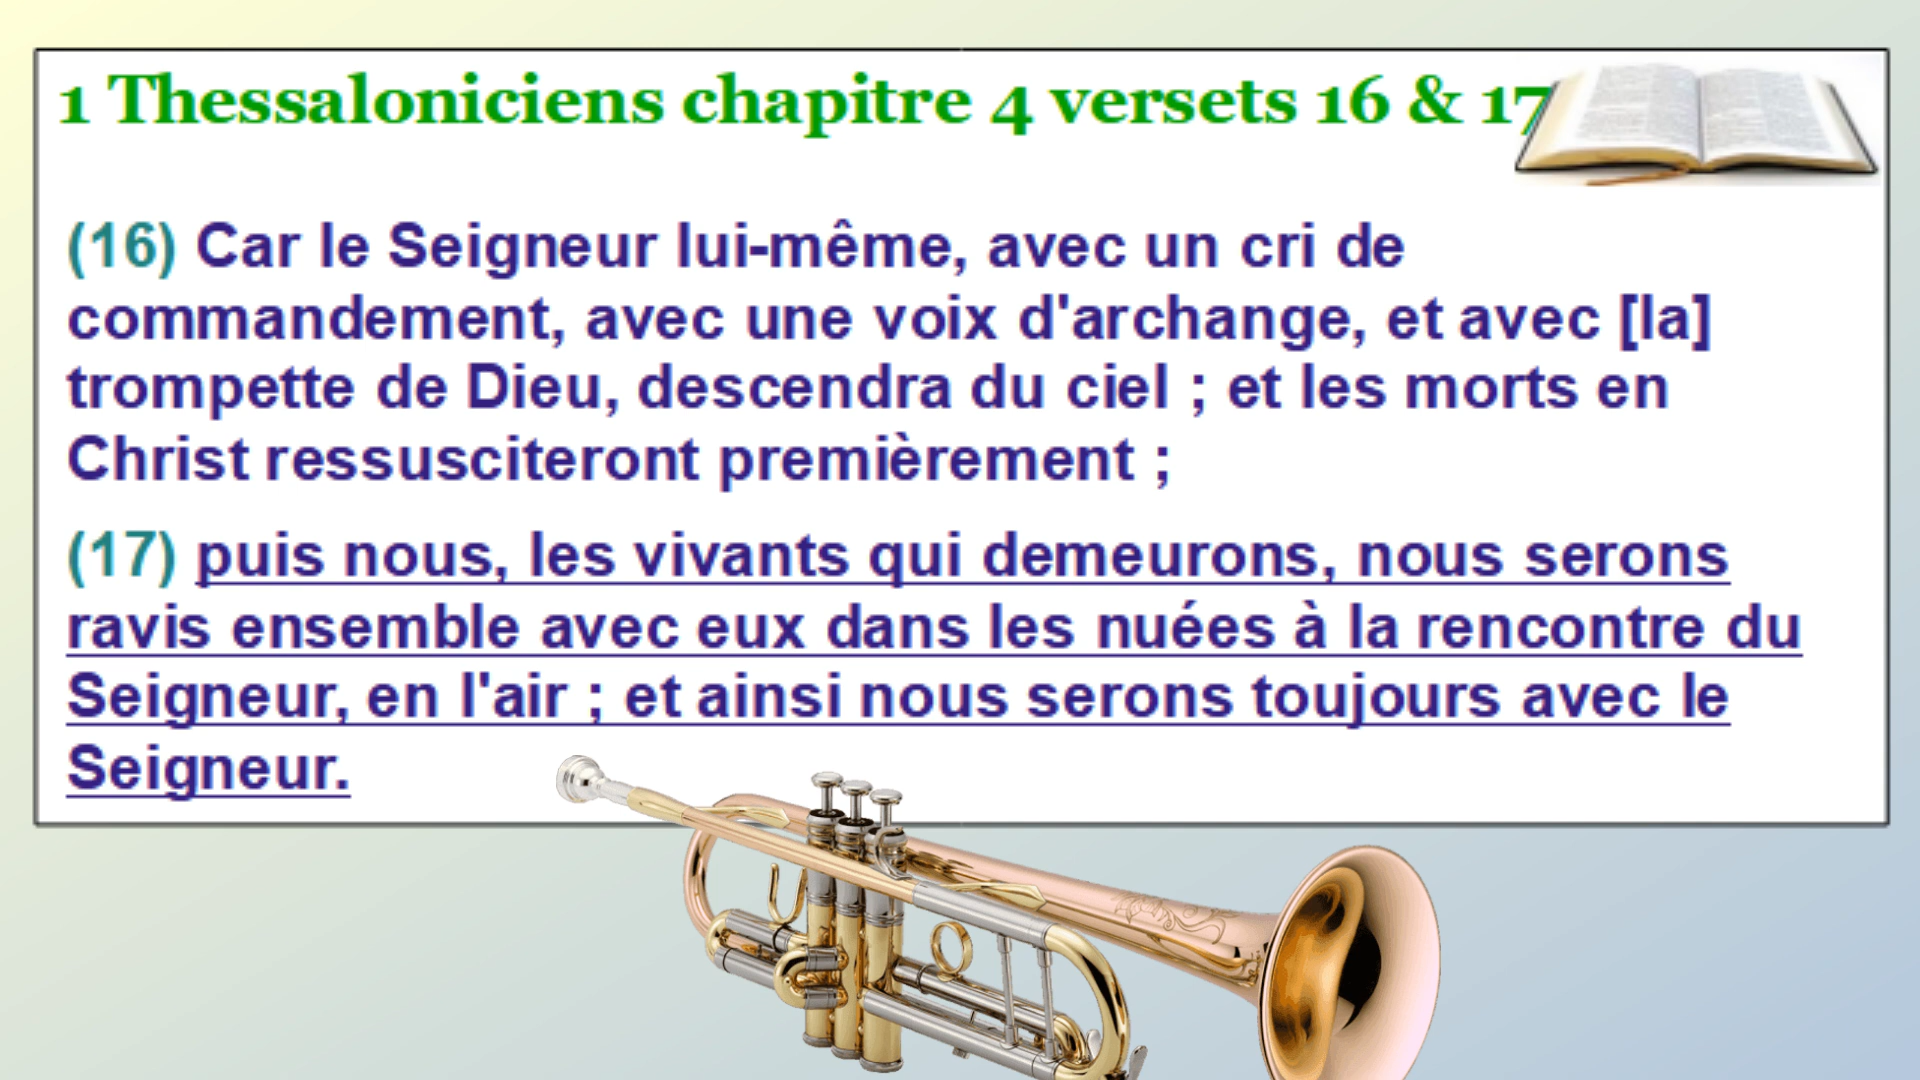 1 Thessaloniciens chapitre 4 versets 16 & 17
(16) Car le Seigneur lui-même, avec un cri de
commandement, avec une voix d'archange, et avec [la]
trompette de Dieu, descendra du ciel ; et les morts en
Christ ressusciteront premièrement ;
(17) puis nous, les vivants qui demeurons, nous serons
ravis ensemble avec eux dans les nuées à la rencontre du
Seigneur, en l'air ; et ainsi nous serons toujours avec le
Seigneur.